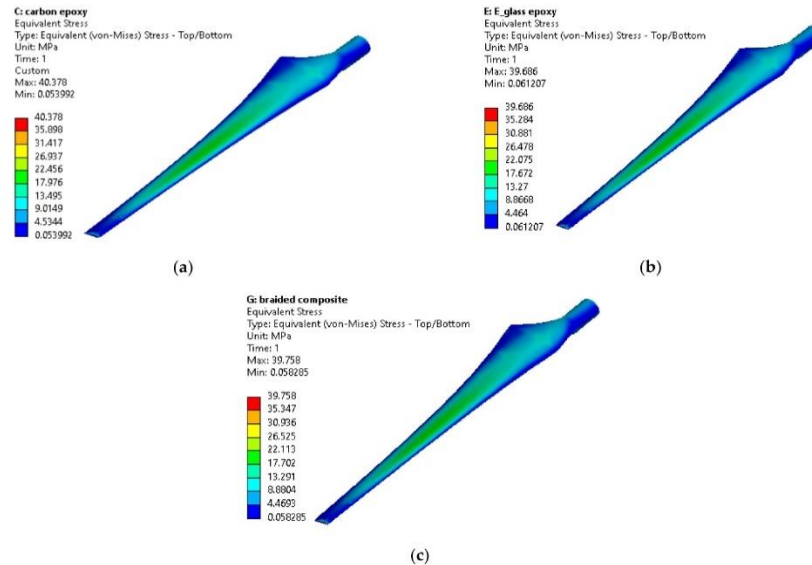 C: carbon epoxy
Equivalent Stress
Type: Equivalent (von-Mises) Stress - Top/Bottom
Unit: MPa
Time: 1
Custom
Max: 40.378
Min: 0.053992
40.378
35.898
31.417
26.937
22.456
17.976
13.495
9.0149
4.5344
0.053992
(a)
E: E_glass epoxy
Equivalent Stress
Type: Equivalent (von-Mises) Stress - Top/Bottom
Unit: MPa
Time: 1
Max: 39.686
Min: 0.061207
39.686
35.284
30.881
26.478
22.075
17.672
13.27
8.8668
4.464
0.061207
(b)
G: braided composite
Equivalent Stress
Type: Equivalent (von-Mises) Stress - Top/Bottom
Unit: MPa
Time: 1
Max: 39.758
Min: 0.058285
39.758
35.347
30.936
26.525
22.113
17.702
13.291
8.8804
4.4693
0.058285
(c)